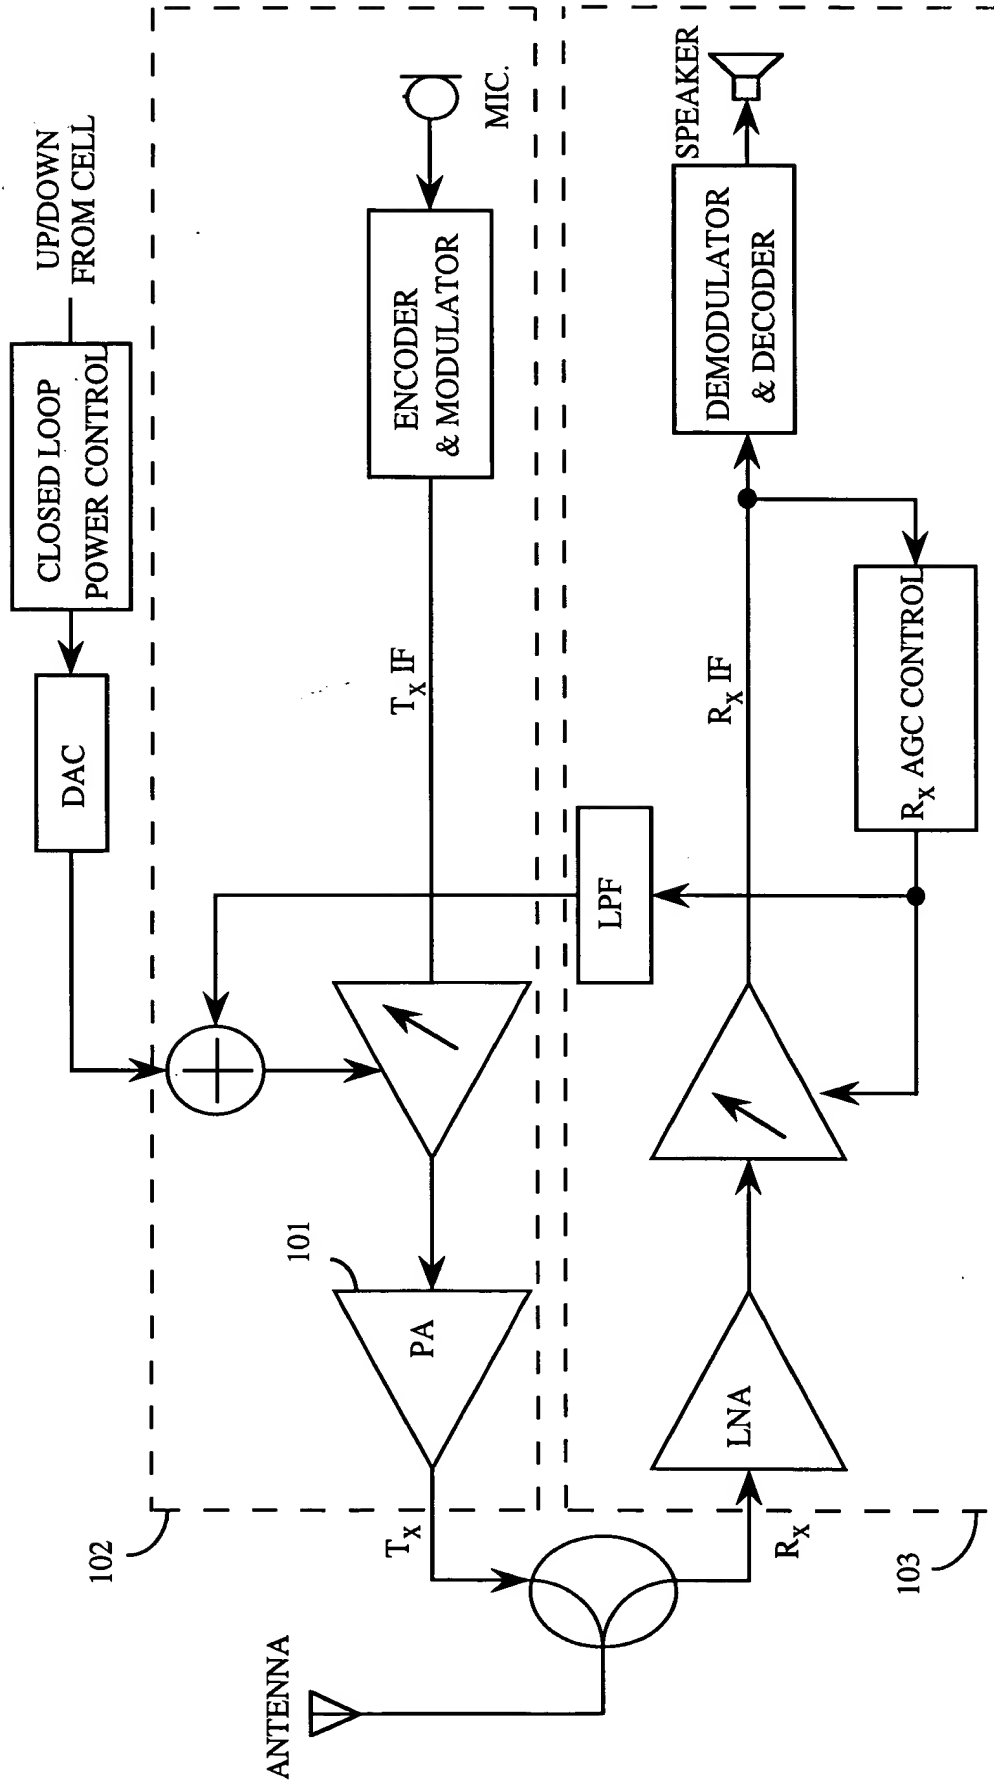 UP/DOWN
FROM CELL
CLOSED LOOP
POWER CONTROL
DAC
MIC.
ENCODER
& MODULATOR
Tx IF
101
PA
102
Tx
ANTENNA
SPEAKER
DEMODULATOR
& DECODER
Rx IF
Rx AGC CONTROL
LPF
LNA
Rx
103